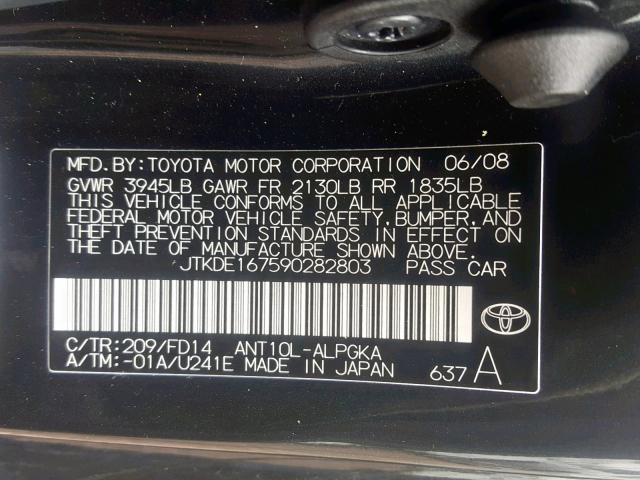 MFD.BY:TOYOTA MOTOR CORPORATION 06/08
GVWR 3945LB GAWR FR 2130LB RR 1835LB
THIS VEHICLE CONFORMS TO ALL APPLICABLE
FEDERAL MOTOR VEHICLE SAFETY, BUMPER, AND
THEFT PREVENTION STANDARDS IN EFFECT ON
THE DATE OF MANUFACTURE SHOWN ABOVE.
JTKDE167590282803 PASS CAR
C/TR:209/FD14 ANT10L-ALPGKA
A/TM:-01A/U241E MADE IN JAPAN 637 A